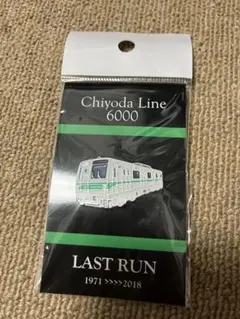 Chiyoda Line
6000
LAST RUN
1971 >>>> 2018